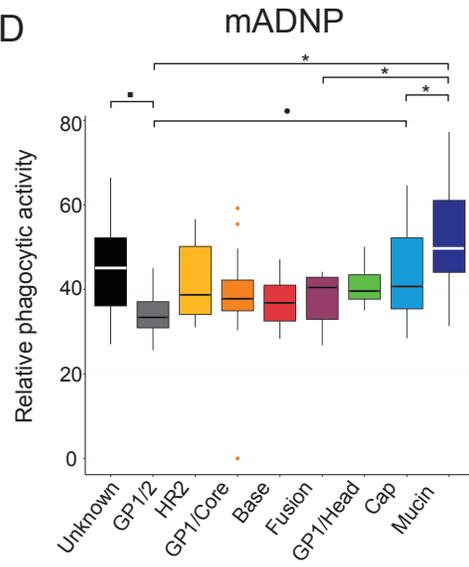 D
mADNP
*
*
*
▪
•
Relative phagocytic activity
80
60
40
20
0
Unknown
GP1/2
HR2
GP1/Core
Base
Fusion
GP1/Head
Cap
Mucin